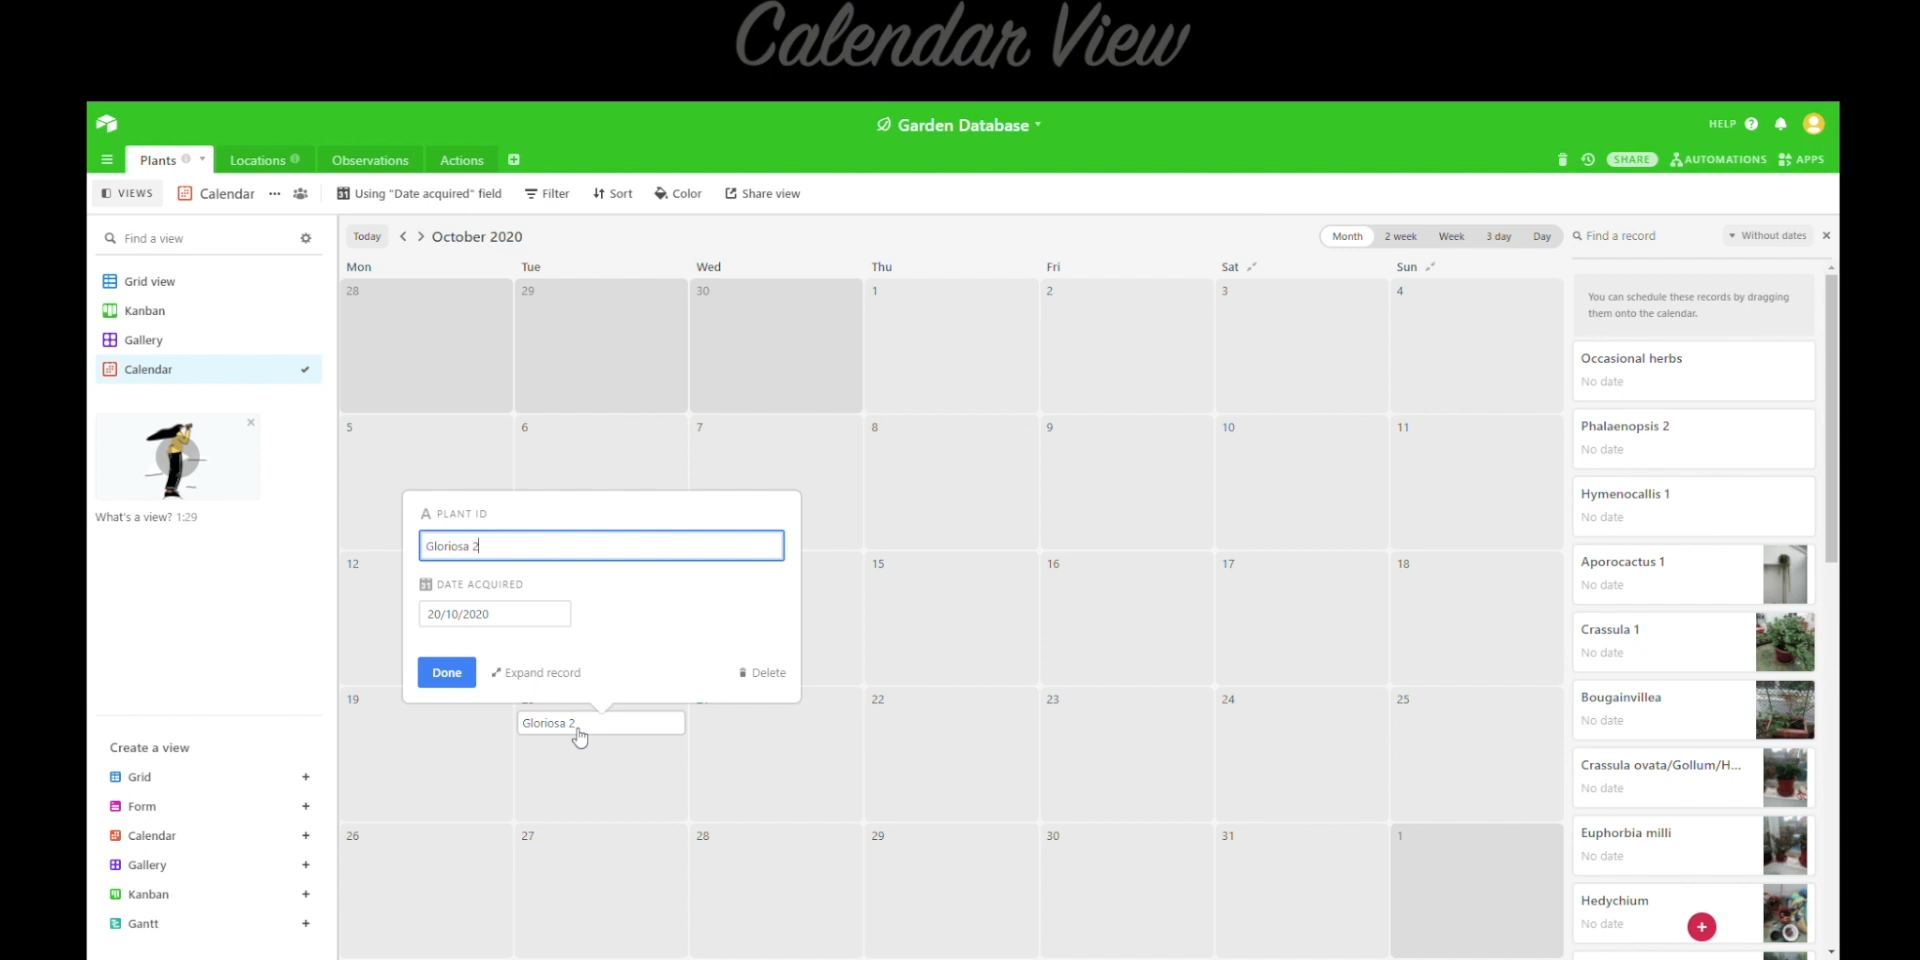 Calendar View
Garden Database
HELP
Plants
Locations
Observations
Actions
SHARE
AUTOMATIONS
APPS
VIEWS
Calendar
Using "Date acquired" field
Filter
Sort
Color
Share view
Find a view
Grid view
Kanban
Gallery
Calendar
What's a view? 1:29
Create a view
Grid
Form
Calendar
Gallery
Kanban
Gantt
Today
October 2020
Month
2 week
Week
3 day
Day
Mon
Tue
Wed
Thu
Fri
Sat
Sun
28
29
30
1
2
3
4
5
6
7
8
9
10
11
PLANT ID
Gloriosa 2
DATE ACQUIRED
20/10/2020
Done
Expand record
Delete
12
15
16
17
18
19
22
23
24
25
Gloriosa 2
26
27
28
29
30
31
1
Find a record
Without dates
You can schedule these records by dragging
them onto the calendar.
Occasional herbs
No date
Phalaenopsis 2
No date
Hymenocallis 1
No date
Aporocactus 1
No date
Crassula 1
No date
Bougainvillea
No date
Crassula ovata/Gollum/H...
No date
Euphorbia milli
No date
Hedychium
No date